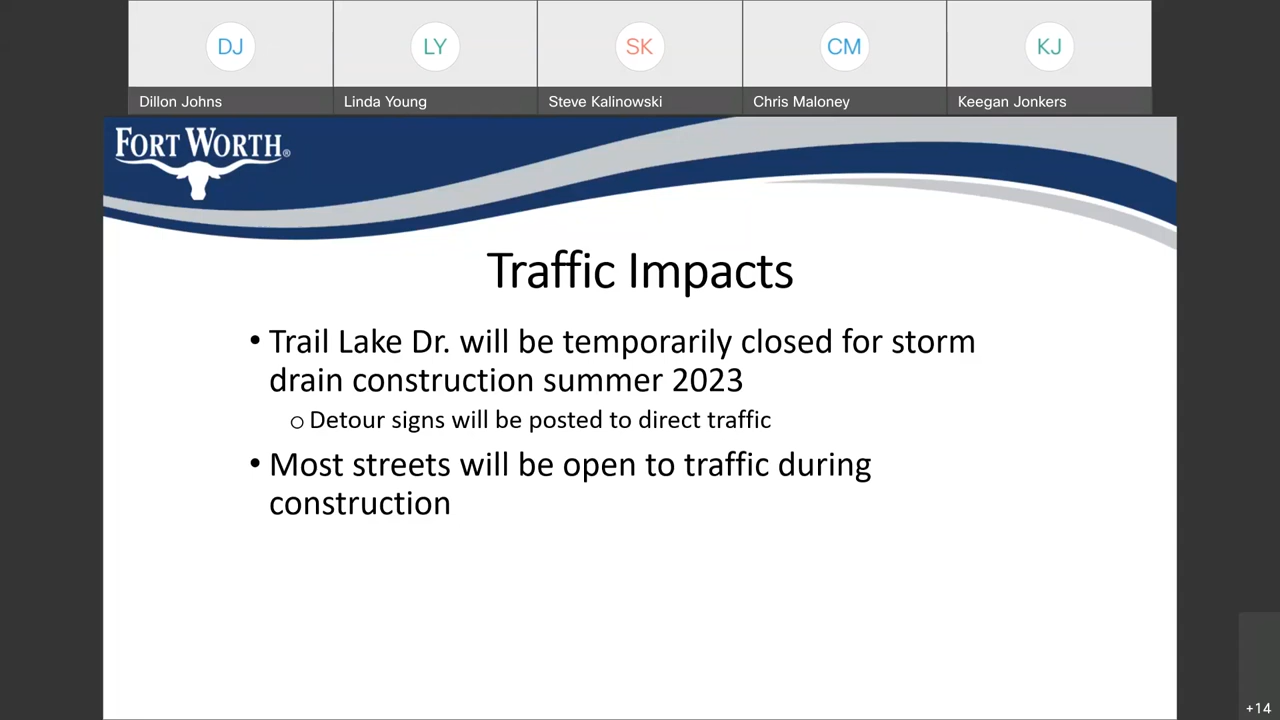 DJ
LY
SK
CM
KJ
Dillon Johns
Linda Young
Steve Kalinowski
Chris Maloney
Keegan Jonkers
FORT WORTH®
Traffic Impacts
• Trail Lake Dr. will be temporarily closed for storm
drain construction summer 2023
o Detour signs will be posted to direct traffic
• Most streets will be open to traffic during
construction
+14